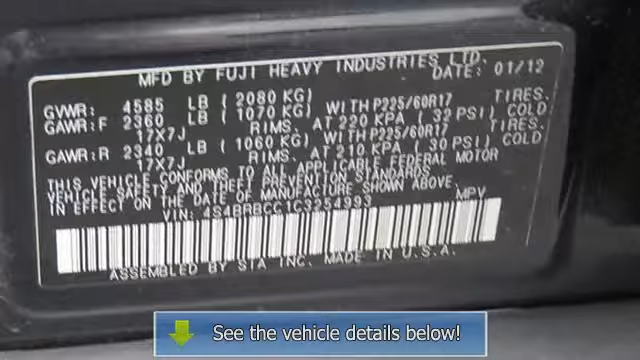 MFD BY FUJI HEAVY INDUSTRIES LTD.
DATE: 01/12
GVWR: 4585 LB (2080 KG)
GAWR:F 2360 LB (1070 KG) WITH P225/60R17 TIRES.
17X7J RIMS. AT 220 KPA (32 PSI) COLD
GAWR:R 2340 LB (1060 KG) WITH P225/60R17 TIRES.
17X7J RIMS. AT 210 KPA (30 PSI) COLD
THIS VEHICLE CONFORMS TO ALL APPLICABLE FEDERAL MOTOR
VEHICLE SAFETY AND THEFT PREVENTION STANDARDS
IN EFFECT ON THE DATE OF MANUFACTURE SHOWN ABOVE.
VIN: 4S4BRBCC1C3254993 MPV
ASSEMBLED BY SIA INC. MADE IN U.S.A.
See the vehicle details below!